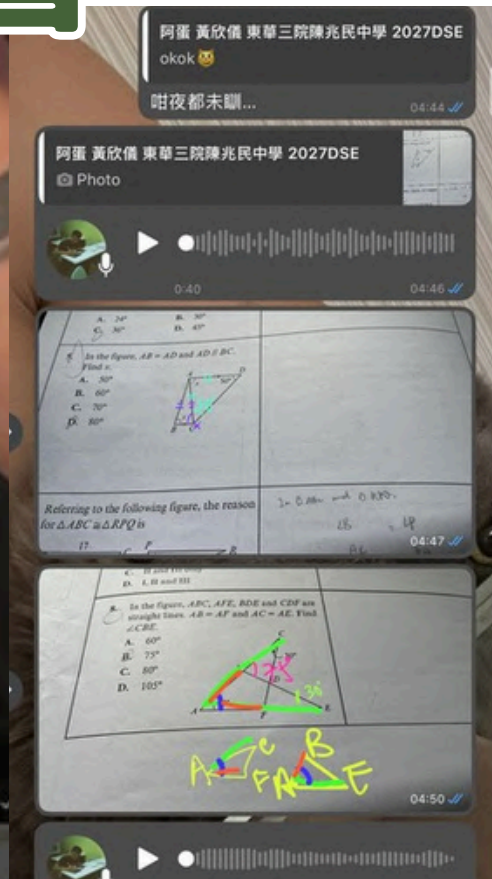 阿蛋 黃欣儀 東華三院陳兆民中學 2027DSE
okok
咁夜都未瞓...
04:44
阿蛋 黃欣儀 東華三院陳兆民中學 2027DSE
Photo
0:40
04:46
A. 24° B. 30°
C. 36° D. 45°
In the figure, AB = AD and AD // BC.
Find x.
A. 50°
B. 60°
C. 70°
D. 80°
Referring to the following figure, the reason
for △ABC ≅ △RPQ is
17
04:47
D. I, II and III
8. In the figure, ABC, AFE, BDE and CDF are
straight lines. AB = AF and AC = AE. Find
∠CBE.
A. 60°
B. 75°
C. 80°
D. 105°
C
A
F
E
A
C
F
A
B
E
04:50